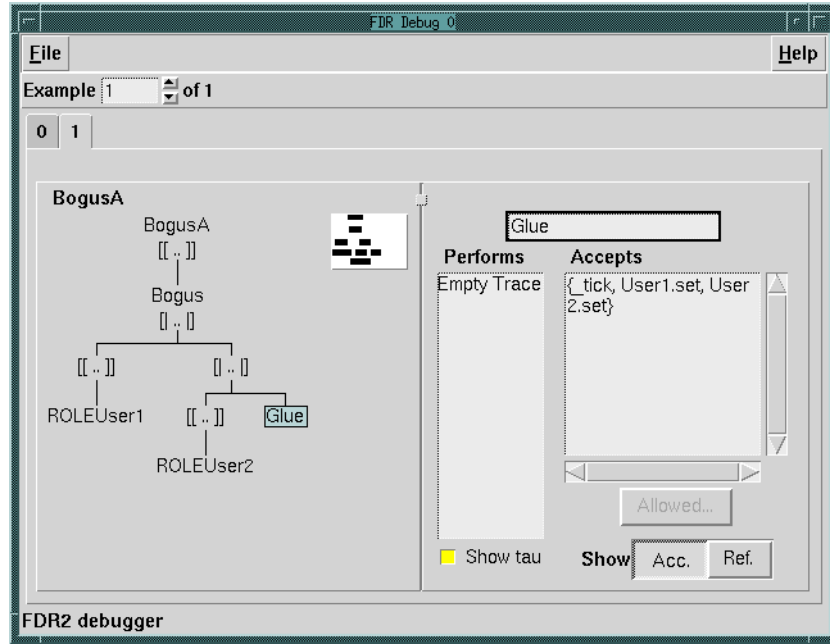 FDR Debug 0
File Help
Example 1 of 1
0 1
BogusA
BogusA
[[ .. ]]
Bogus
[| .. |]
[[ .. ]] [| .. |]
ROLEUser1 [[ .. ]] Glue
ROLEUser2
Glue
Performs Accepts
Empty Trace {_tick, User1.set, User
2.set}
Allowed...
Show tau Show Acc. Ref.
FDR2 debugger